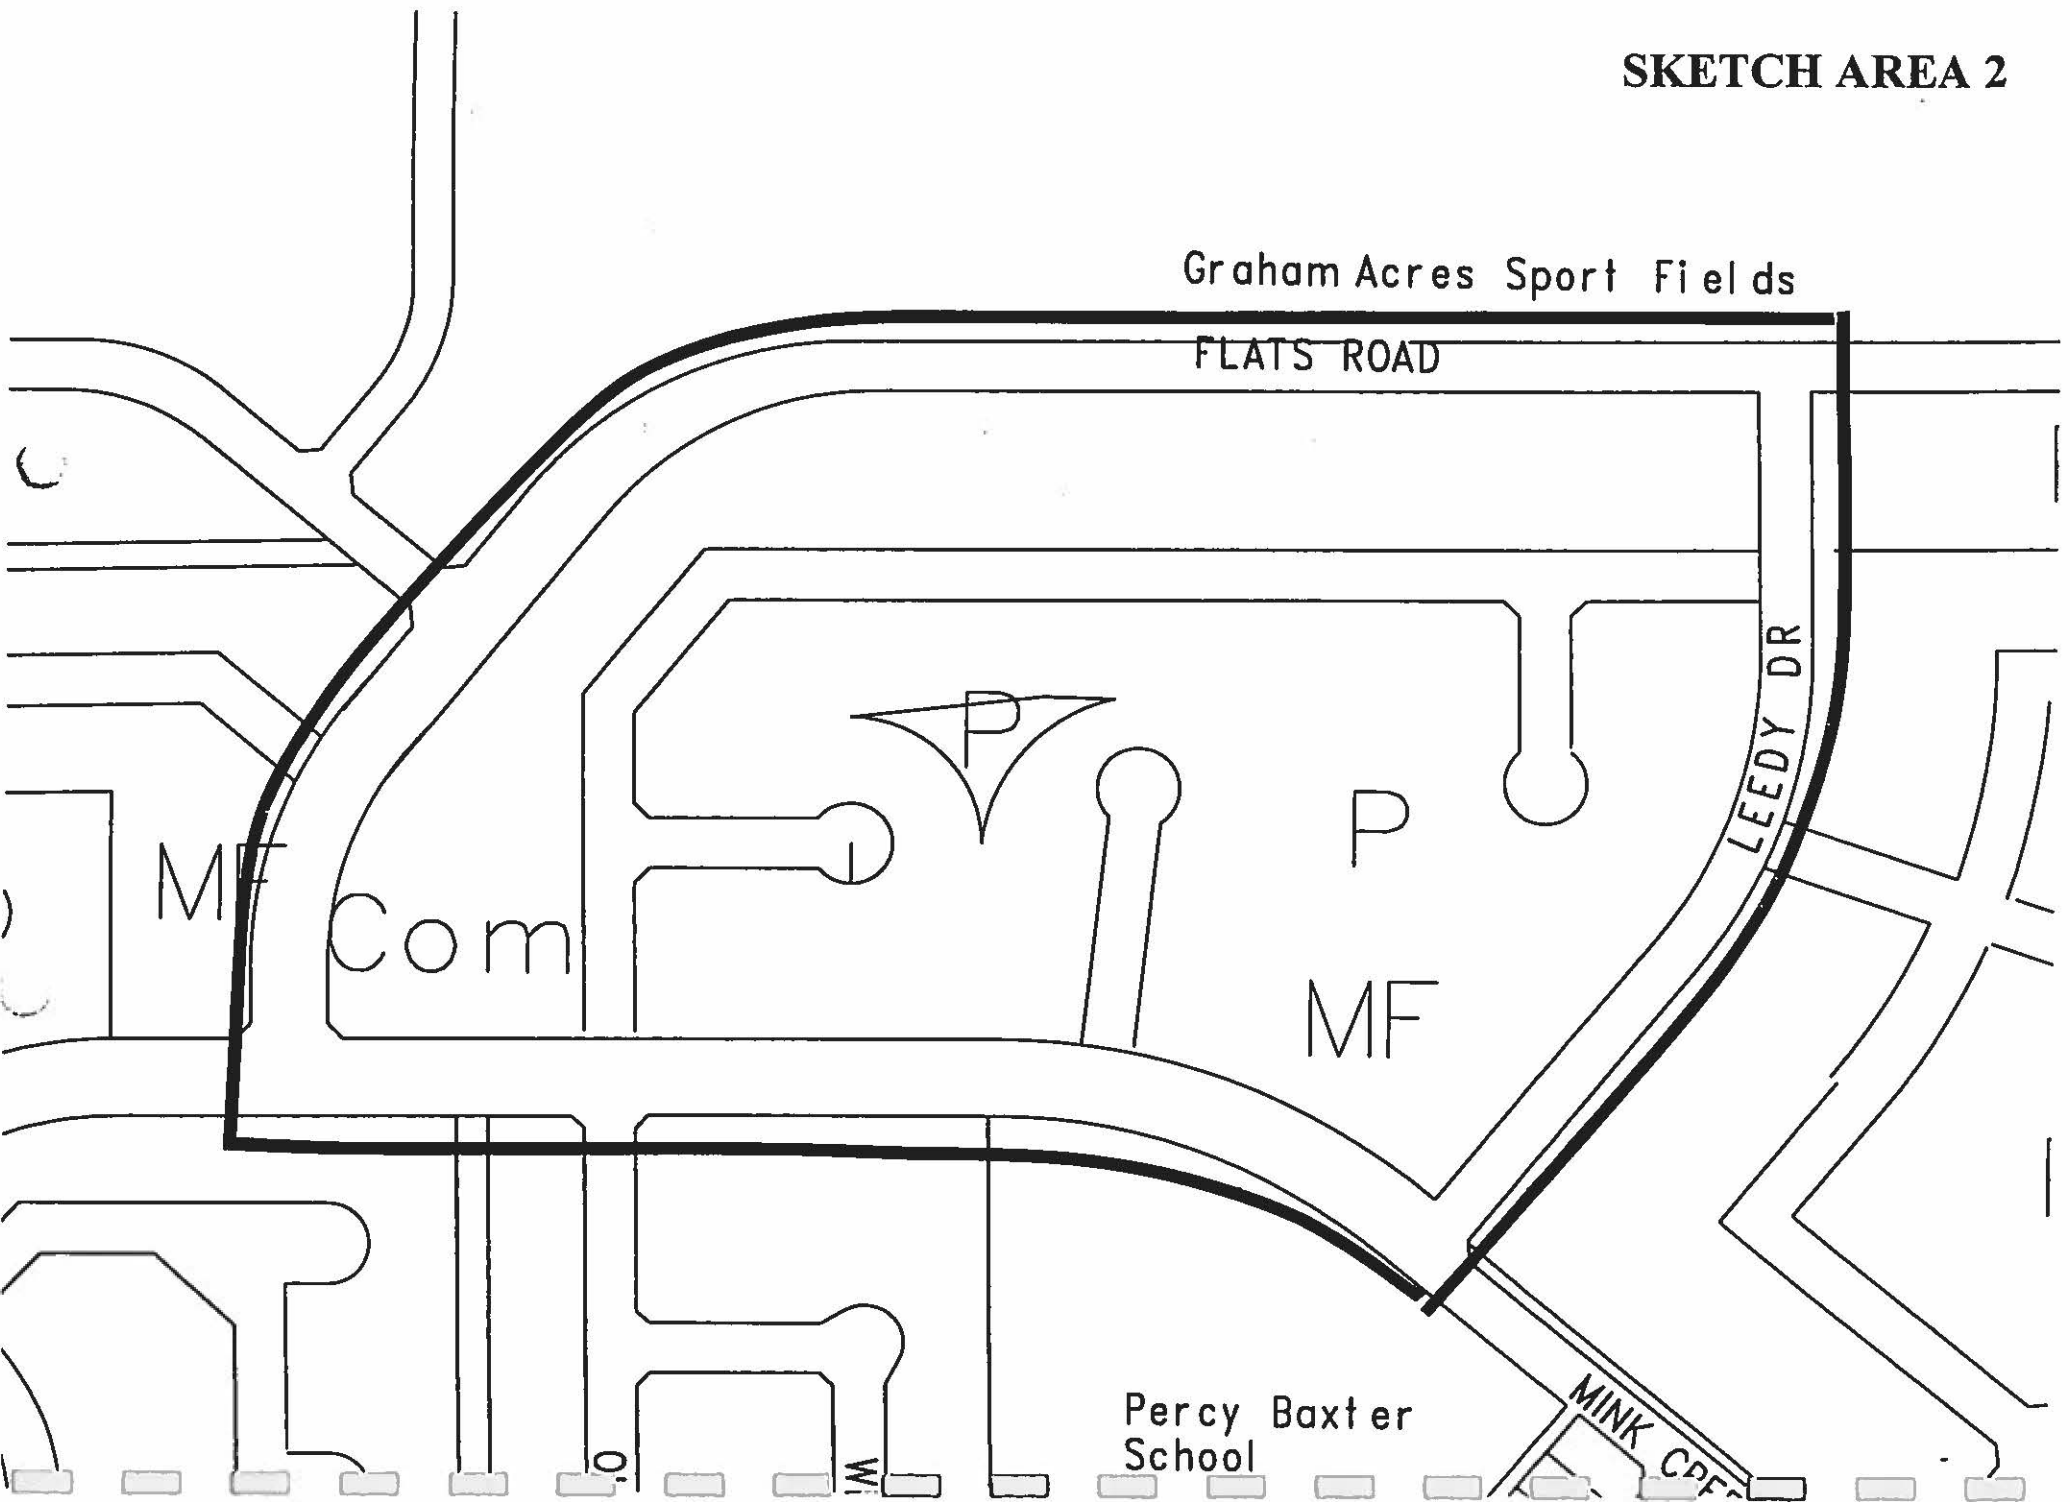 SKETCH AREA 2
Graham Acres Sport Fields
FLATS ROAD
LEEDY DR
P
P
I
MF
Com
MF
Percy Baxter
School
MINK